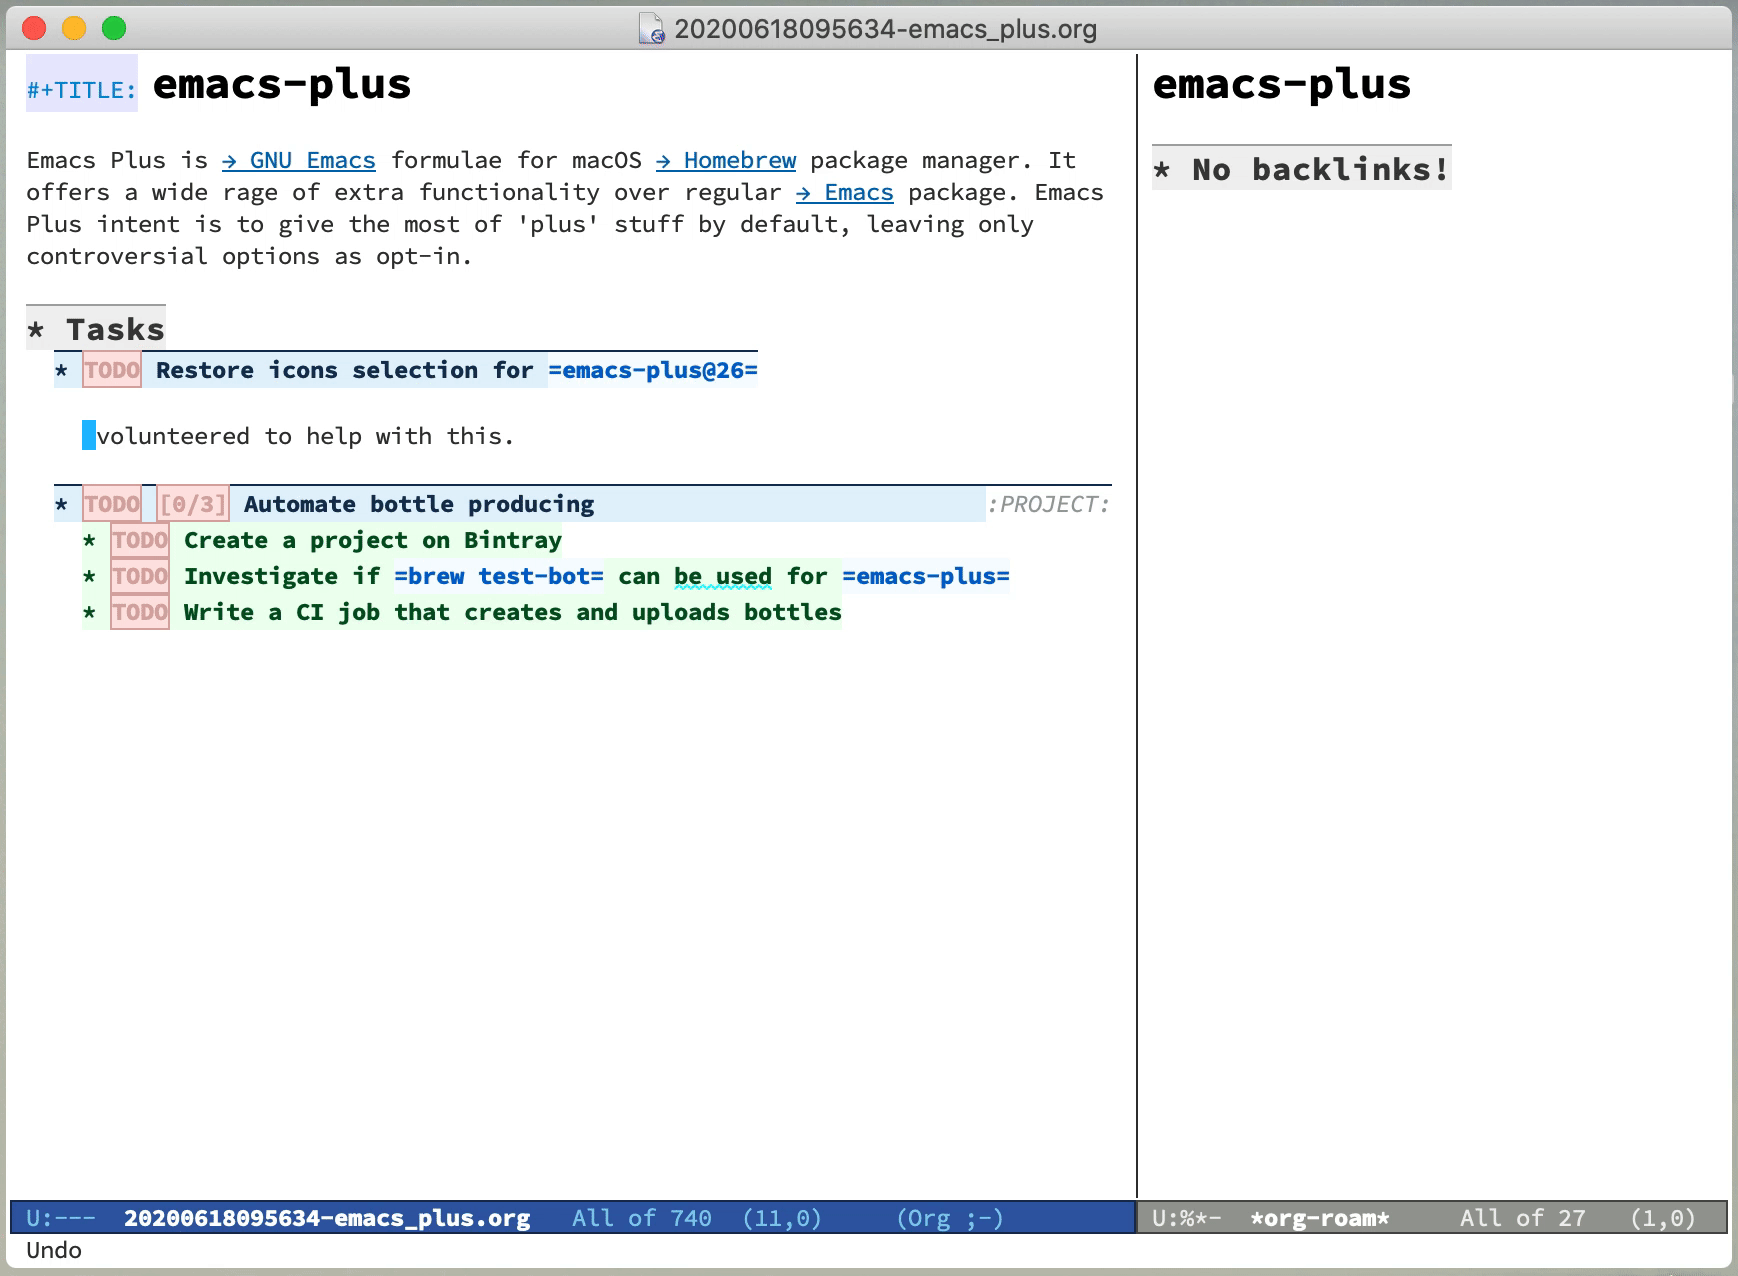 20200618095634-emacs_plus.org
#+TITLE: emacs-plus
Emacs Plus is → GNU Emacs formulae for macOS → Homebrew package manager. It
offers a wide rage of extra functionality over regular → Emacs package. Emacs
Plus intent is to give the most of 'plus' stuff by default, leaving only
controversial options as opt-in.
* Tasks
* TODO Restore icons selection for =emacs-plus@26=
volunteered to help with this.
* TODO [0/3] Automate bottle producing :PROJECT:
* TODO Create a project on Bintray
* TODO Investigate if =brew test-bot= can be used for =emacs-plus=
* TODO Write a CI job that creates and uploads bottles
emacs-plus
* No backlinks!
U:--- 20200618095634-emacs_plus.org All of 740 (11,0) (Org ;-)
U:%*- *org-roam* All of 27 (1,0)
Undo